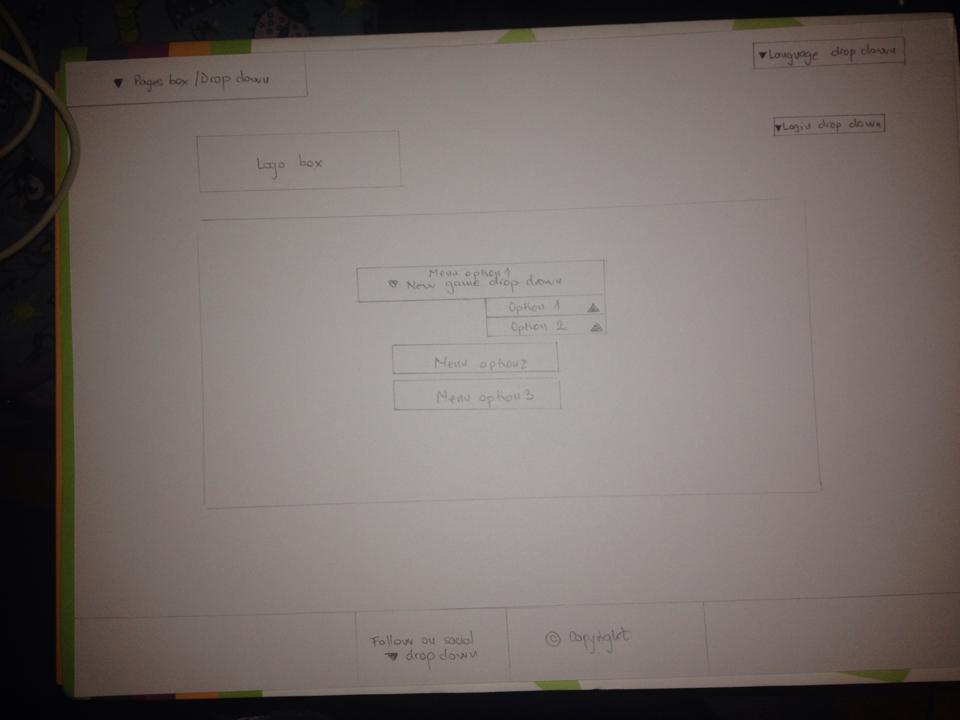 ▼ Pages box / Drop down
▼ Language drop down
▼ Login drop down
Logo box
Menu option 1
▼ New game drop down
Option 1
Option 2
Menu option 2
Menu option 3
Follow ou social
▼ drop down
© Copyright